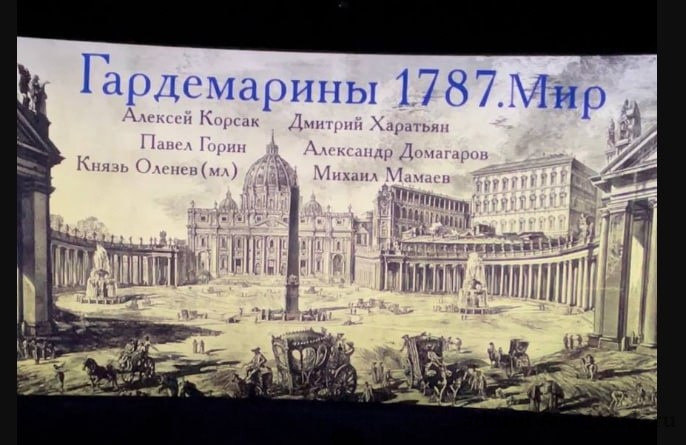 Гардемарины 1787.Мир
Алексей Корсак Дмитрий Харатьян
Павел Горин Александр Домагаров
Князь Оленев(мл) Михаил Мамаев